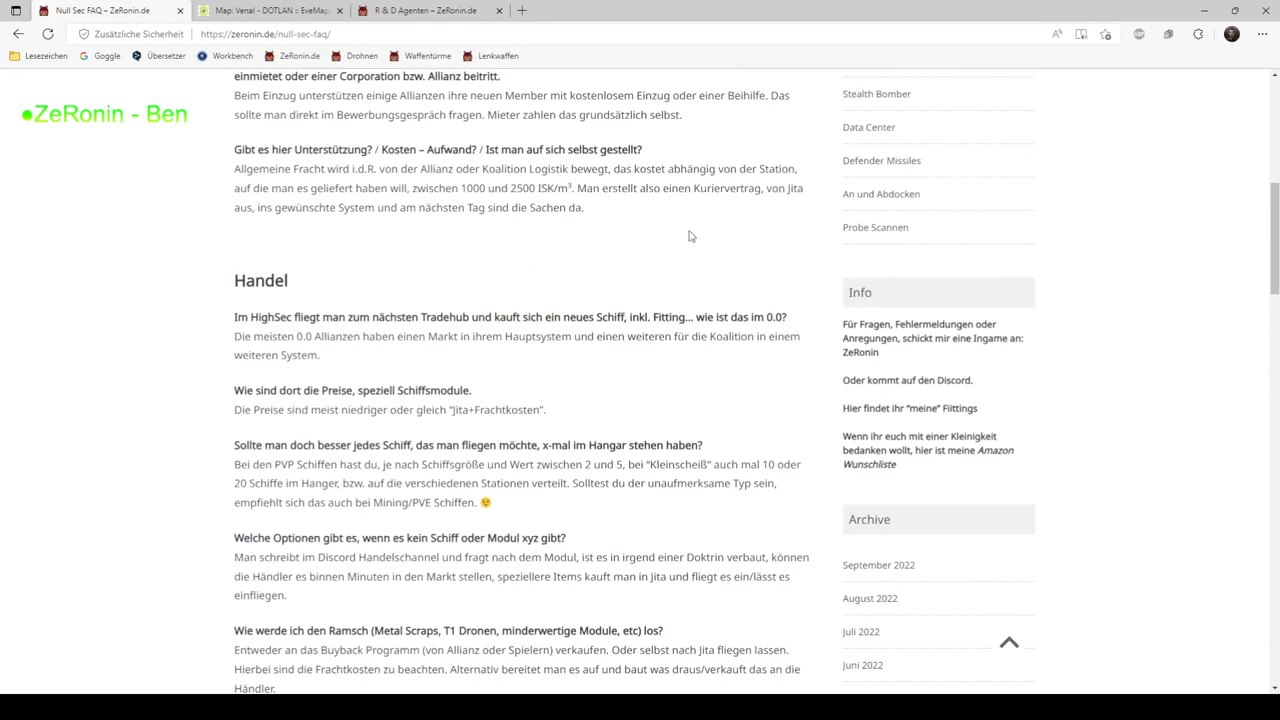 Null Sec FAQ – ZeRonin.de
Map: Venal - DOTLAN :: EveMap
R & D Agenten – ZeRonin.de
Zusätzliche Sicherheit
https://zeronin.de/null-sec-faq/
Lesezeichen
Goggle
Übersetzer
Workbench
ZeRonin.de
Drohnen
Waffentürme
Lenkwaffen
●ZeRonin - Ben
einmietet oder einer Corporation bzw. Allianz beitritt.
Beim Einzug unterstützen einige Allianzen ihre neuen Member mit kostenlosem Einzug oder einer Beihilfe. Das
sollte man direkt im Bewerbungsgespräch fragen. Mieter zahlen das grundsätzlich selbst.
Gibt es hier Unterstützung? / Kosten – Aufwand? / Ist man auf sich selbst gestellt?
Allgemeine Fracht wird i.d.R. von der Allianz oder Koalition Logistik bewegt, das kostet abhängig von der Station,
auf die man es geliefert haben will, zwischen 1000 und 2500 ISK/m³. Man erstellt also einen Kuriervertrag, von Jita
aus, ins gewünschte System und am nächsten Tag sind die Sachen da.
Handel
Im HighSec fliegt man zum nächsten Tradehub und kauft sich ein neues Schiff, inkl. Fitting… wie ist das im 0.0?
Die meisten 0.0 Allianzen haben einen Markt in ihrem Hauptsystem und einen weiteren für die Koalition in einem
weiteren System.
Wie sind dort die Preise, speziell Schiffsmodule.
Die Preise sind meist niedriger oder gleich “Jita+Frachtkosten”.
Sollte man doch besser jedes Schiff, das man fliegen möchte, x-mal im Hangar stehen haben?
Bei den PVP Schiffen hast du, je nach Schiffsgröße und Wert zwischen 2 und 5, bei “Kleinscheiß” auch mal 10 oder
20 Schiffe im Hanger, bzw. auf die verschiedenen Stationen verteilt. Solltest du der unaufmerksame Typ sein,
empfiehlt sich das auch bei Mining/PVE Schiffen. 😉
Welche Optionen gibt es, wenn es kein Schiff oder Modul xyz gibt?
Man schreibt im Discord Handelschannel und fragt nach dem Modul, ist es in irgend einer Doktrin verbaut, können
die Händler es binnen Minuten in den Markt stellen, speziellere Items kauft man in Jita und fliegt es ein/lässt es
einfliegen.
Wie werde ich den Ramsch (Metal Scraps, T1 Dronen, minderwertige Module, etc) los?
Entweder an das Buyback Programm (von Allianz oder Spielern) verkaufen. Oder selbst nach Jita fliegen lassen.
Hierbei sind die Frachtkosten zu beachten. Alternativ bereitet man es auf und baut was draus/verkauft das an die
Händler.
Stealth Bomber
Data Center
Defender Missiles
An und Abdocken
Probe Scannen
Info
Für Fragen, Fehlermeldungen oder
Anregungen, schickt mir eine Ingame an:
ZeRonin
Oder kommt auf den Discord.
Hier findet ihr “meine” Fiittings
Wenn ihr euch mit einer Kleinigkeit
bedanken wollt, hier ist meine Amazon
Wunschliste
Archive
September 2022
August 2022
Juli 2022
Juni 2022